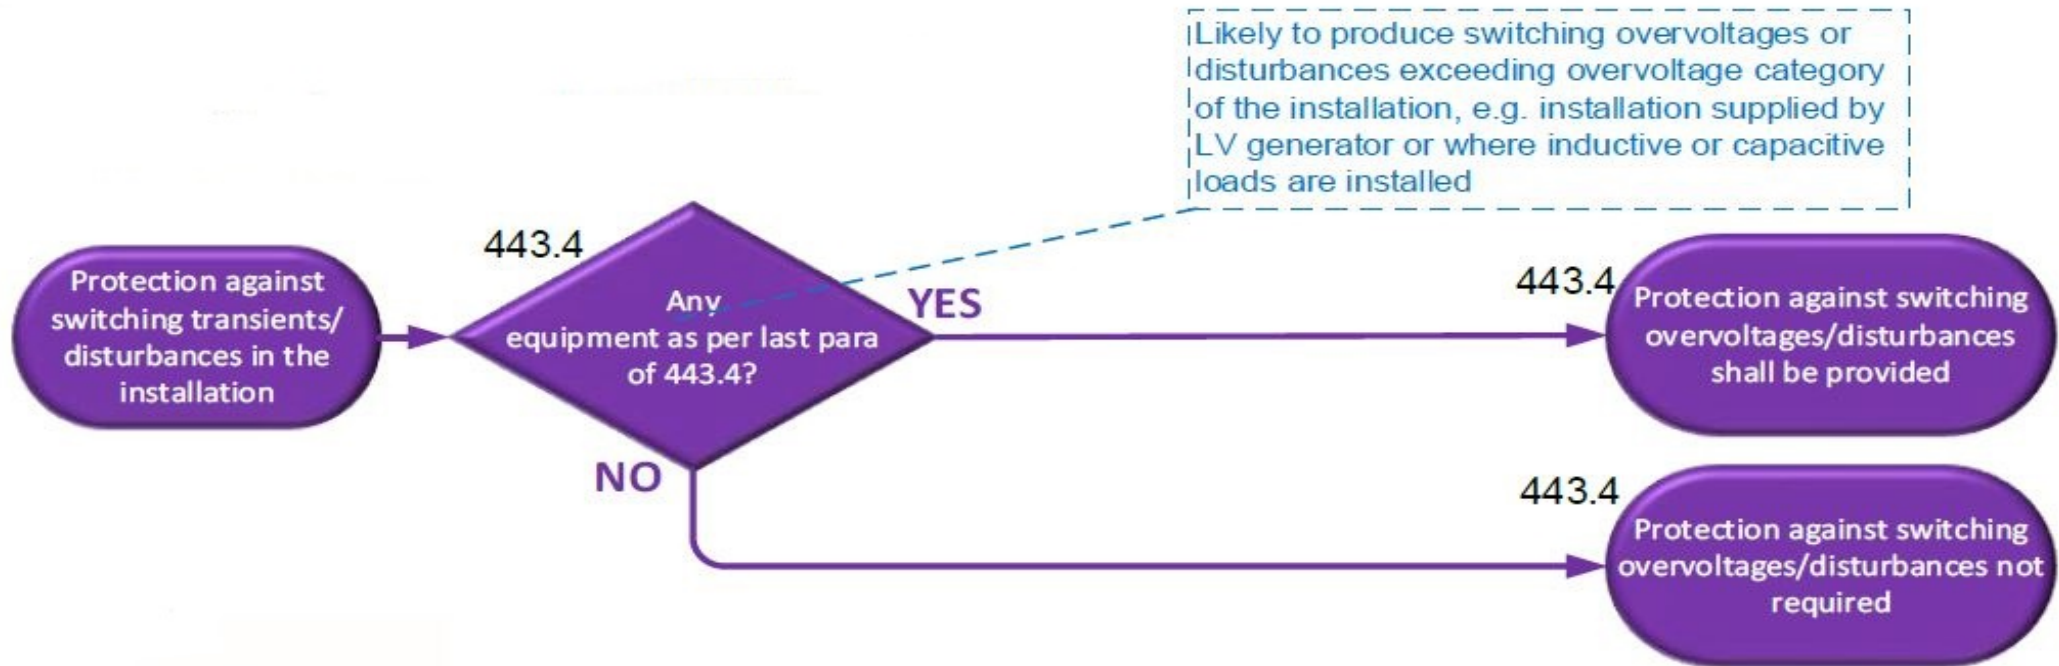 Likely to produce switching overvoltages or
disturbances exceeding overvoltage category
of the installation, e.g. installation supplied by
LV generator or where inductive or capacitive
loads are installed
Protection against
switching transients/
disturbances in the
installation
443.4
Any
equipment as per last para
of 443.4?
YES
443.4
Protection against switching
overvoltages/disturbances
shall be provided
NO
443.4
Protection against switching
overvoltages/disturbances not
required